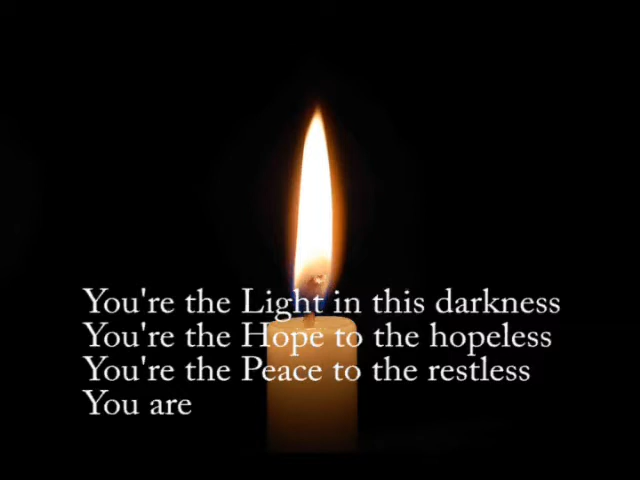 You're the Light in this darkness
You're the Hope to the hopeless
You're the Peace to the restless
You are